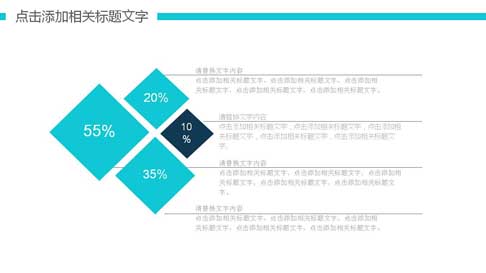 点击添加相关标题文字
请替换文字内容
点击添加相关标题文字，点击添加相关标题文字，点击添加相
关标题文字，点击添加相关标题文字，点击添加相关标题文字。
20%
请替换文字内容
点击添加相关标题文字，点击添加相关标题文字，点击添加相
关标题文字，点击添加相关标题文字，点击添加相关标题文
字。
10
%
55%
请替换文字内容
点击添加相关标题文字，点击添加相关标题文字，点击添加相
关标题文字，点击添加相关标题文字，点击添加相关标题文
字。
35%
请替换文字内容
点击添加相关标题文字，点击添加相关标题文字，点击添加相
关标题文字，点击添加相关标题文字，点击添加相关标题文字。